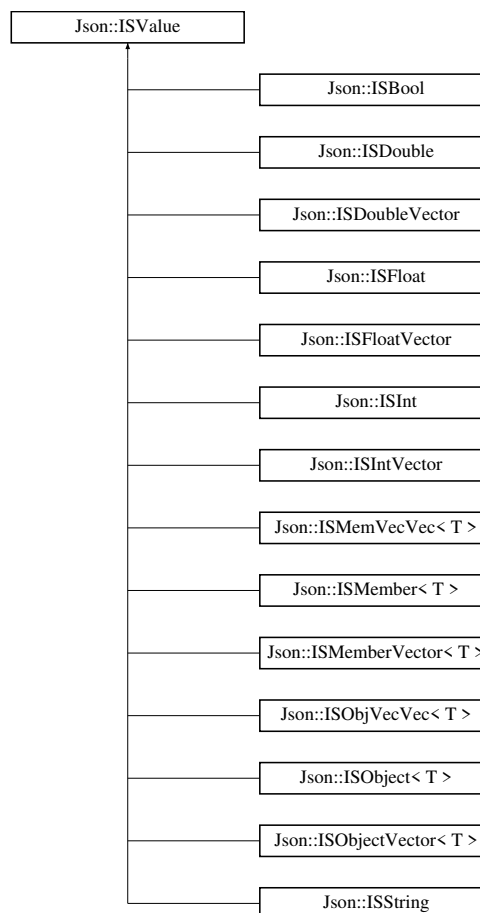 Json::ISValue
Json::ISBool
Json::ISDouble
Json::ISDoubleVector
Json::ISFloat
Json::ISFloatVector
Json::ISInt
Json::ISIntVector
Json::ISMemVecVec< T >
Json::ISMember< T >
Json::ISMemberVector< T >
Json::ISObjVecVec< T >
Json::ISObject< T >
Json::ISObjectVector< T >
Json::ISString